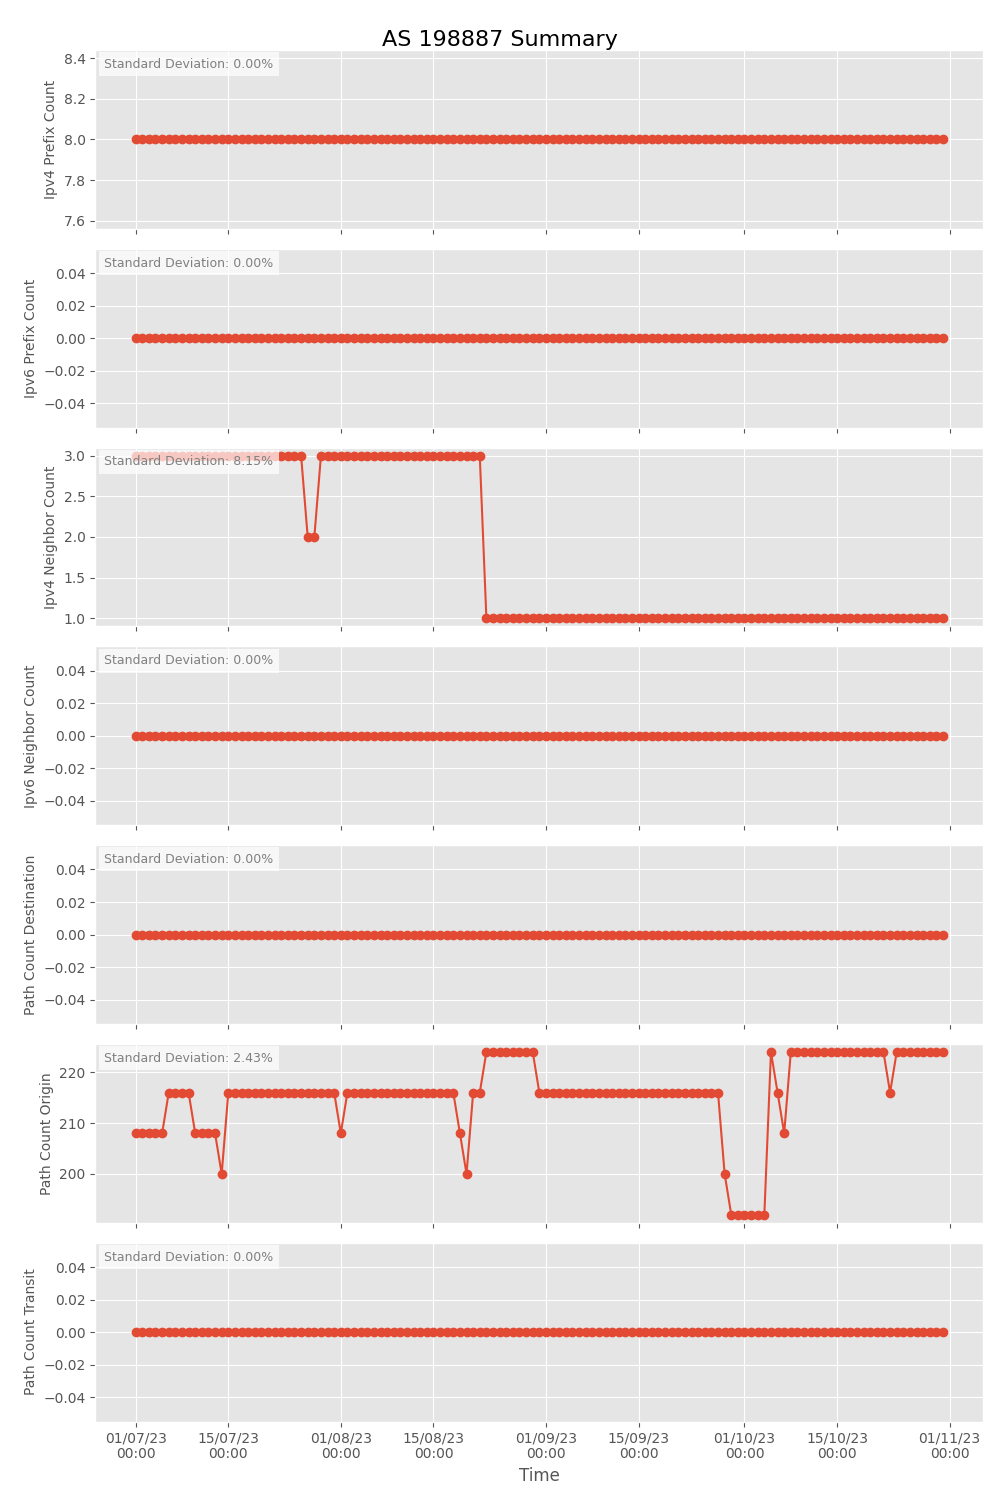 AS 198887 Summary
Standard Deviation: 0.00%
Ipv4 Prefix Count
8.4
8.2
8.0
7.8
7.6
Standard Deviation: 0.00%
Ipv6 Prefix Count
0.04
0.02
0.00
−0.02
−0.04
Standard Deviation: 8.15%
Ipv4 Neighbor Count
3.0
2.5
2.0
1.5
1.0
Standard Deviation: 0.00%
Ipv6 Neighbor Count
0.04
0.02
0.00
−0.02
−0.04
Standard Deviation: 0.00%
Path Count Destination
0.04
0.02
0.00
−0.02
−0.04
Standard Deviation: 2.43%
Path Count Origin
220
210
200
Standard Deviation: 0.00%
Path Count Transit
0.04
0.02
0.00
−0.02
−0.04
01/07/23 15/07/23 01/08/23 15/08/23 01/09/23 15/09/23 01/10/23 15/10/23 01/11/23
00:00 00:00 00:00 00:00 00:00 00:00 00:00 00:00 00:00
Time